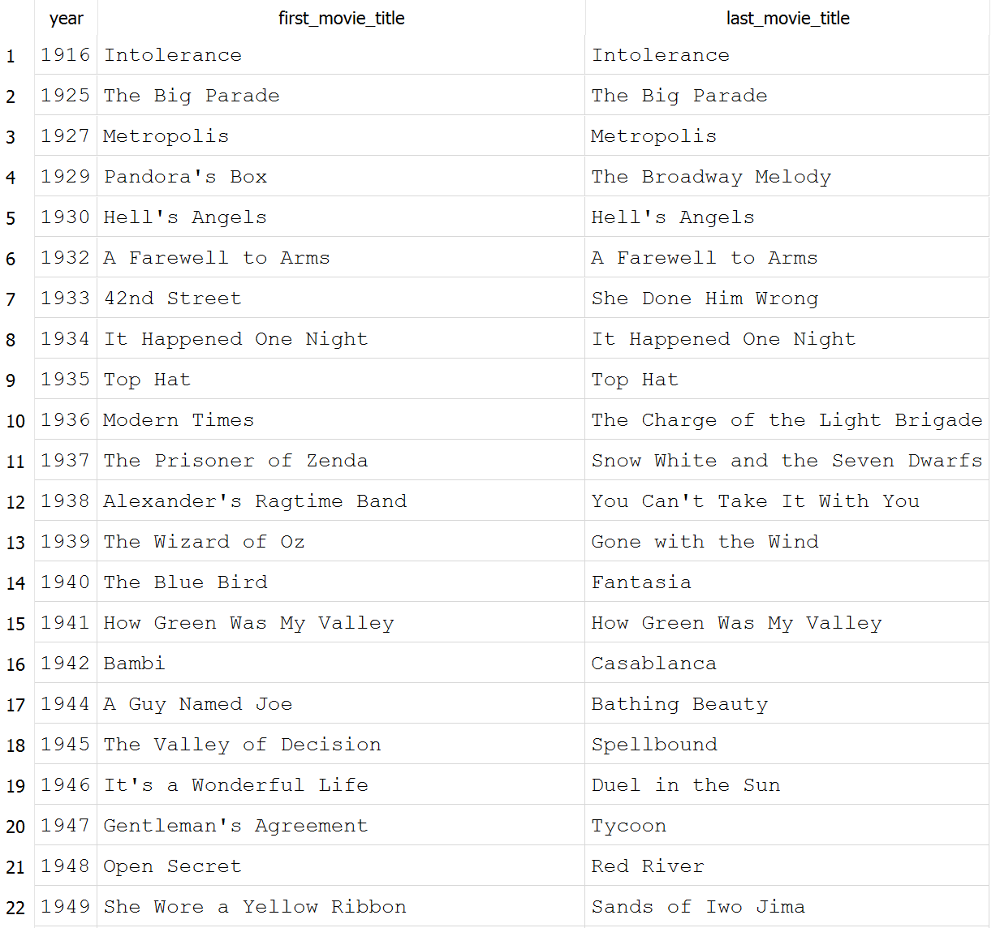 year first_movie_title last_movie_title
1 1916 Intolerance Intolerance
2 1925 The Big Parade The Big Parade
3 1927 Metropolis Metropolis
4 1929 Pandora's Box The Broadway Melody
5 1930 Hell's Angels Hell's Angels
6 1932 A Farewell to Arms A Farewell to Arms
7 1933 42nd Street She Done Him Wrong
8 1934 It Happened One Night It Happened One Night
9 1935 Top Hat Top Hat
10 1936 Modern Times The Charge of the Light Brigade
11 1937 The Prisoner of Zenda Snow White and the Seven Dwarfs
12 1938 Alexander's Ragtime Band You Can't Take It With You
13 1939 The Wizard of Oz Gone with the Wind
14 1940 The Blue Bird Fantasia
15 1941 How Green Was My Valley How Green Was My Valley
16 1942 Bambi Casablanca
17 1944 A Guy Named Joe Bathing Beauty
18 1945 The Valley of Decision Spellbound
19 1946 It's a Wonderful Life Duel in the Sun
20 1947 Gentleman's Agreement Tycoon
21 1948 Open Secret Red River
22 1949 She Wore a Yellow Ribbon Sands of Iwo Jima